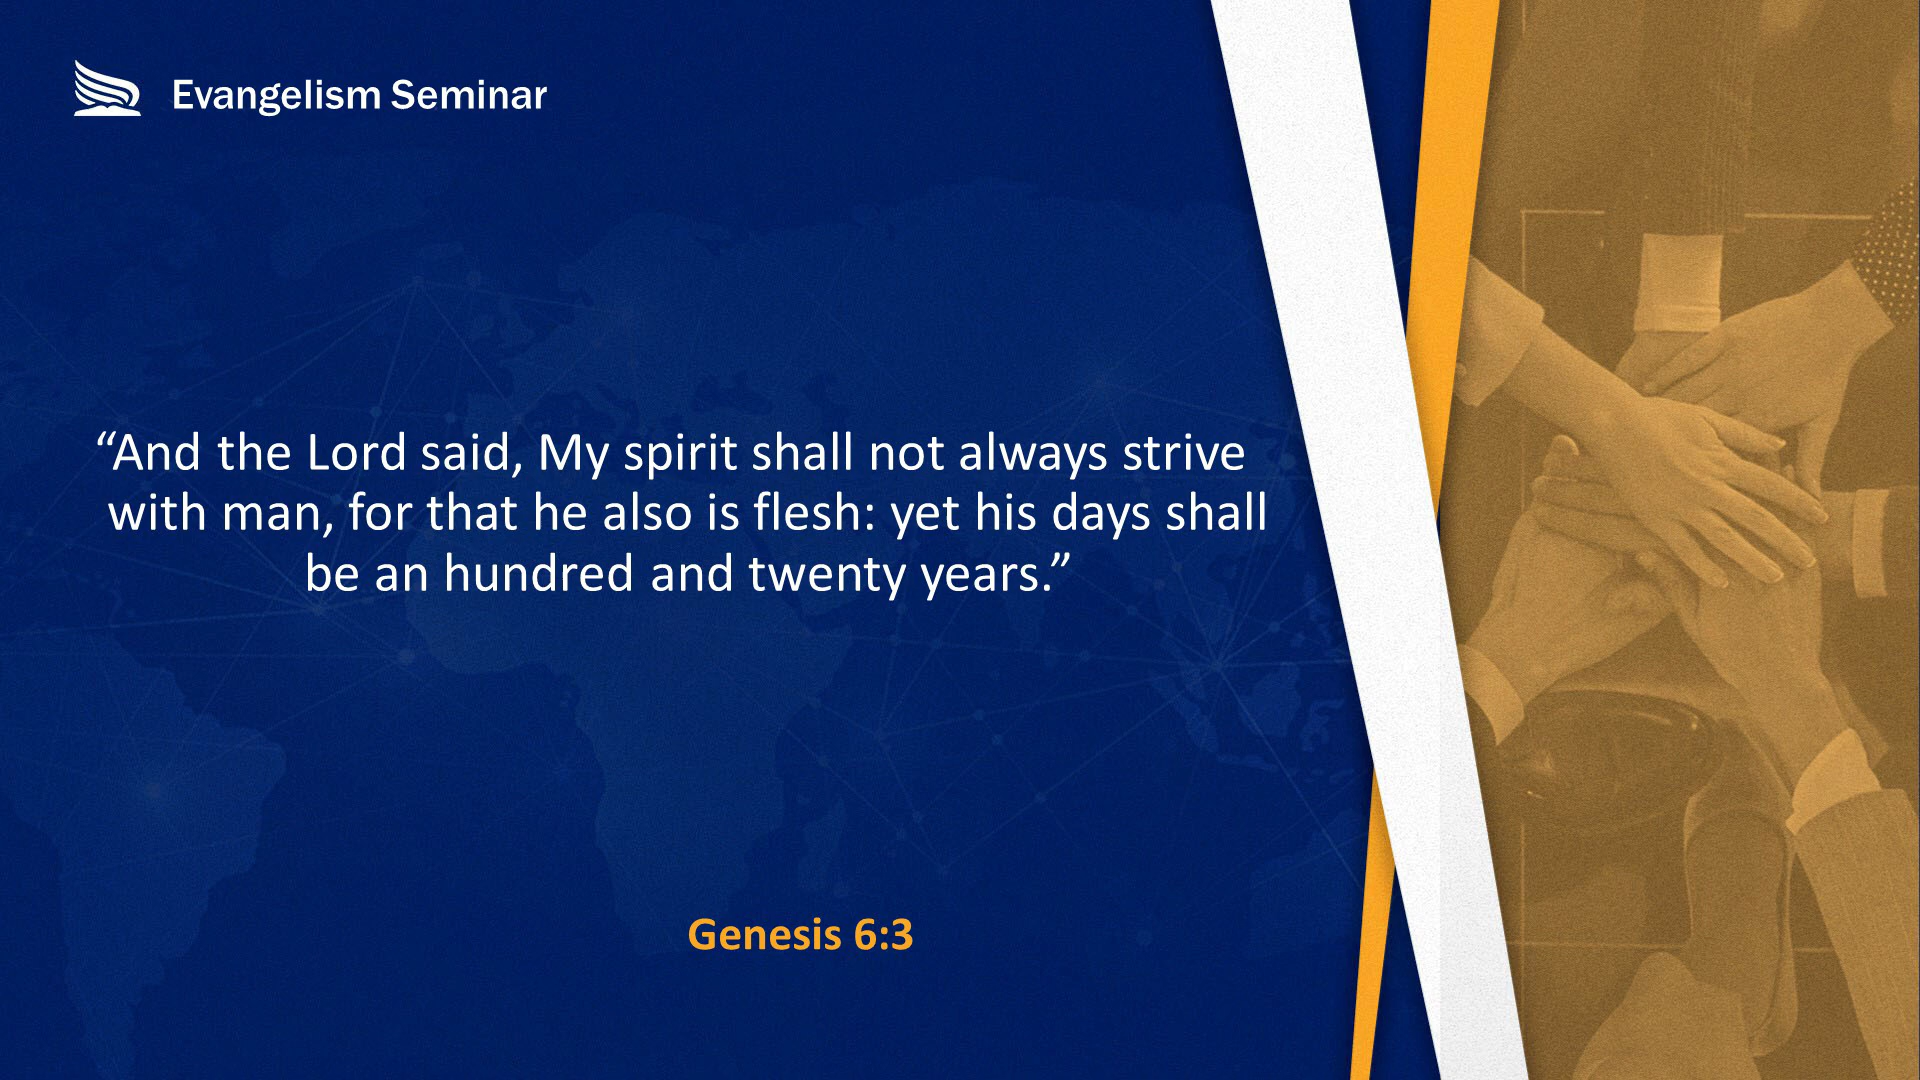 Evangelism Seminar
“And the Lord said, My spirit shall not always strive
with man, for that he also is flesh: yet his days shall
be an hundred and twenty years.”
Genesis 6:3